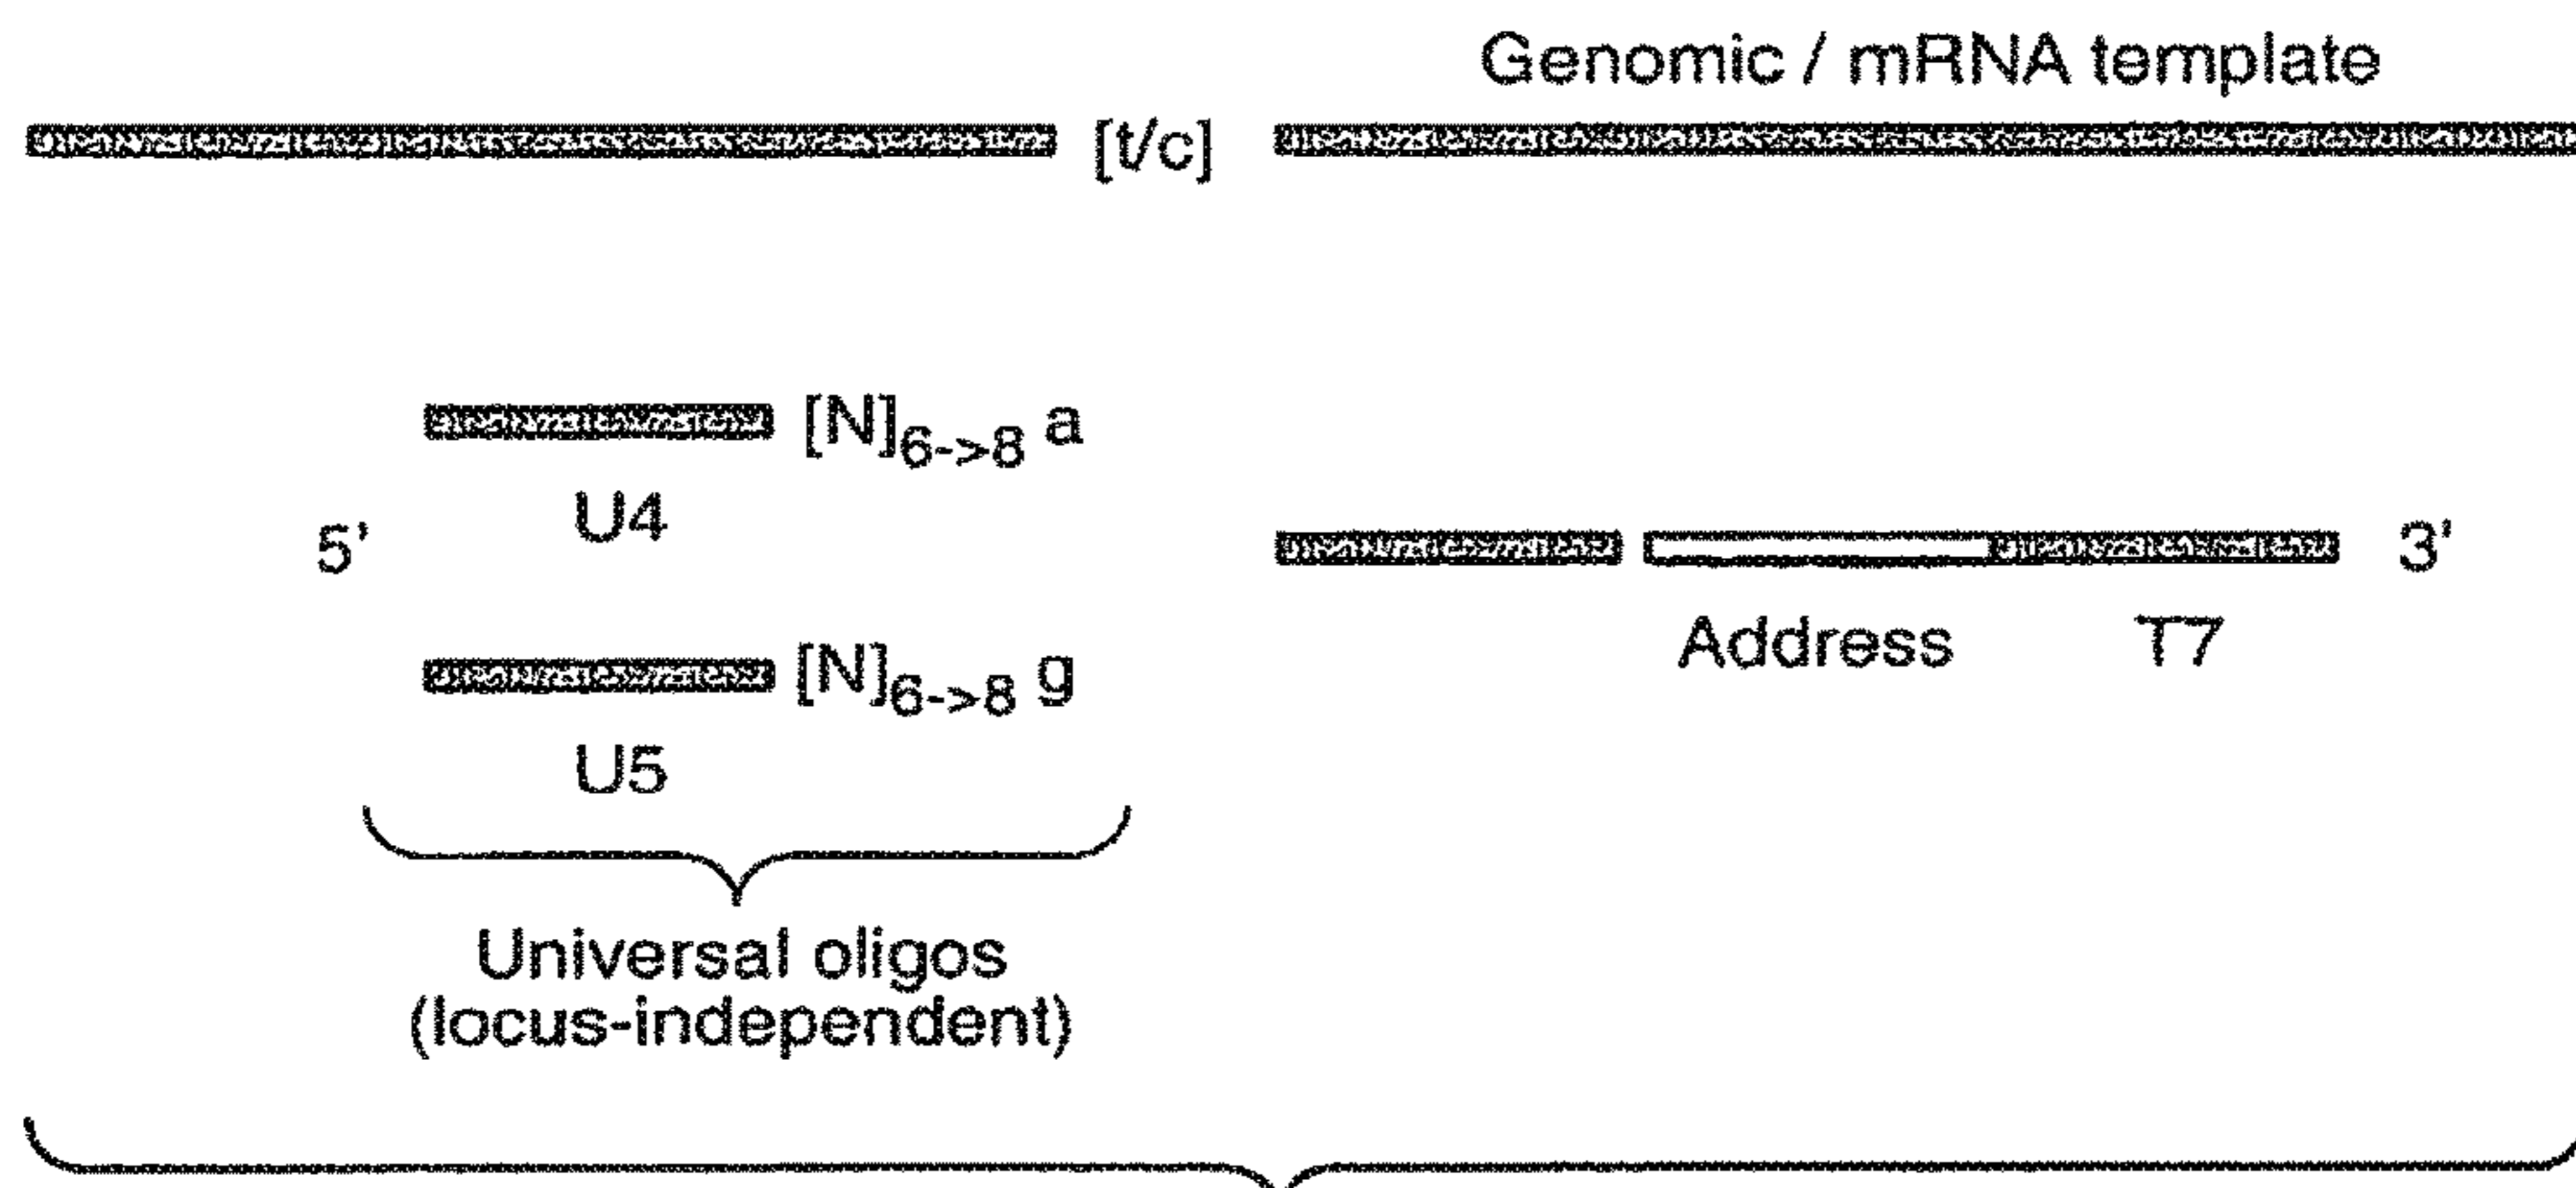 Genomic / mRNA template
[t/c]
[N]6->8 a
U4
5' 3'
Address T7
[N]6->8 g
U5
Universal oligos
(locus-independent)